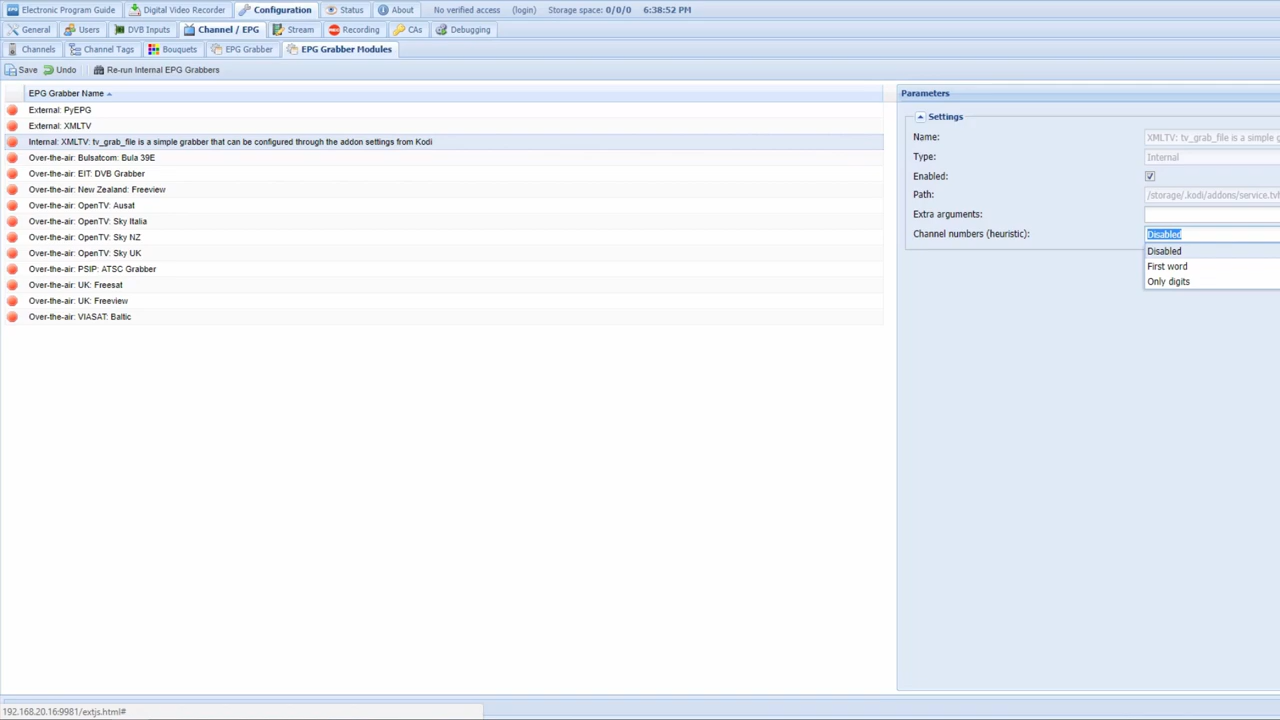 Electronic Program Guide Digital Video Recorder Configuration Status About No verified access (login) Storage space: 0/0/0 6:38:52 PM
General Users DVB Inputs Channel / EPG Stream Recording CAs Debugging
Channels Channel Tags Bouquets EPG Grabber EPG Grabber Modules
Save Undo Re-run Internal EPG Grabbers
EPG Grabber Name
External: PyEPG
External: XMLTV
Internal: XMLTV: tv_grab_file is a simple grabber that can be configured through the addon settings from Kodi
Over-the-air: Bulsatcom: Bula 39E
Over-the-air: EIT: DVB Grabber
Over-the-air: New Zealand: Freeview
Over-the-air: OpenTV: Ausat
Over-the-air: OpenTV: Sky Italia
Over-the-air: OpenTV: Sky NZ
Over-the-air: OpenTV: Sky UK
Over-the-air: PSIP: ATSC Grabber
Over-the-air: UK: Freesat
Over-the-air: UK: Freeview
Over-the-air: VIASAT: Baltic
Parameters
Settings
Name: XMLTV: tv_grab_file is a simple g
Type: Internal
Enabled:
Path: /storage/.kodi/addons/service.tvh
Extra arguments:
Channel numbers (heuristic): Disabled
Disabled
First word
Only digits
192.168.20.16:9981/extjs.html#